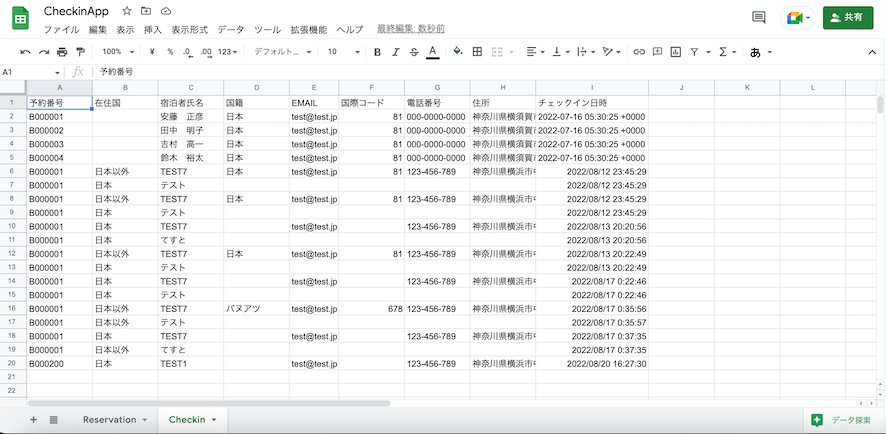 CheckinApp
ファイル 編集 表示 挿入 表示形式 データ ツール 拡張機能 ヘルプ 最終編集: 数秒前
共有
100% ¥ % .0 .00 123 デフォルト... 10 B I S A Σ あ
A1 fx 予約番号
A B C D E F G H I J K L
1 予約番号 在住国 宿泊者氏名 国籍 EMAIL 国際コード 電話番号 住所 チェックイン日時
2 B000001 安藤 正彦 日本 test@test.jp 81 000-0000-0000 神奈川県横須賀 2022-07-16 05:30:25 +0000
3 B000002 田中 明子 日本 test@test.jp 81 000-0000-0000 神奈川県横須賀 2022-07-16 05:30:25 +0000
4 B000003 吉村 高一 日本 test@test.jp 81 000-0000-0000 神奈川県横須賀 2022-07-16 05:30:25 +0000
5 B000004 鈴木 裕太 日本 test@test.jp 81 000-0000-0000 神奈川県横須賀 2022-07-16 05:30:25 +0000
6 B000001 日本以外 TEST7 日本 test@test.jp 81 123-456-789 神奈川県横浜市 2022/08/12 23:45:29
7 B000001 日本 テスト 2022/08/12 23:45:29
8 B000001 日本以外 TEST7 日本 test@test.jp 81 123-456-789 神奈川県横浜市 2022/08/12 23:45:29
9 B000001 日本 テスト 2022/08/12 23:45:29
10 B000001 日本 TEST7 test@test.jp 123-456-789 神奈川県横浜市 2022/08/13 20:20:56
11 B000001 日本 てすと 2022/08/13 20:20:56
12 B000001 日本以外 TEST7 日本 test@test.jp 81 123-456-789 神奈川県横浜市 2022/08/13 20:22:49
13 B000001 日本 テスト 2022/08/13 20:22:49
14 B000001 日本 TEST7 test@test.jp 123-456-789 神奈川県横浜市 2022/08/17 0:22:46
15 B000001 日本 テスト 2022/08/17 0:22:46
16 B000001 日本以外 TEST7 バヌアツ test@test.jp 678 123-456-789 神奈川県横浜市 2022/08/17 0:35:56
17 B000001 日本以外 テスト 2022/08/17 0:35:57
18 B000001 日本 TEST7 test@test.jp 123-456-789 神奈川県横浜市 2022/08/17 0:37:35
19 B000001 日本以外 てすと 2022/08/17 0:37:35
20 B000200 日本 TEST1 test@test.jp 123-456-789 神奈川県横浜市 2022/08/20 16:27:30
21
22
Reservation Checkin データ探索